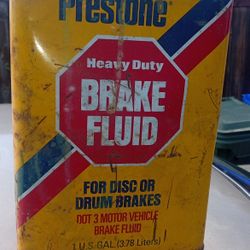 Prestone®
Heavy Duty
BRAKE
FLUID
FOR DISC OR
DRUM BRAKES
DOT 3 MOTOR VEHICLE
BRAKE FLUID
1 U.S. GAL (3.78 Liters)